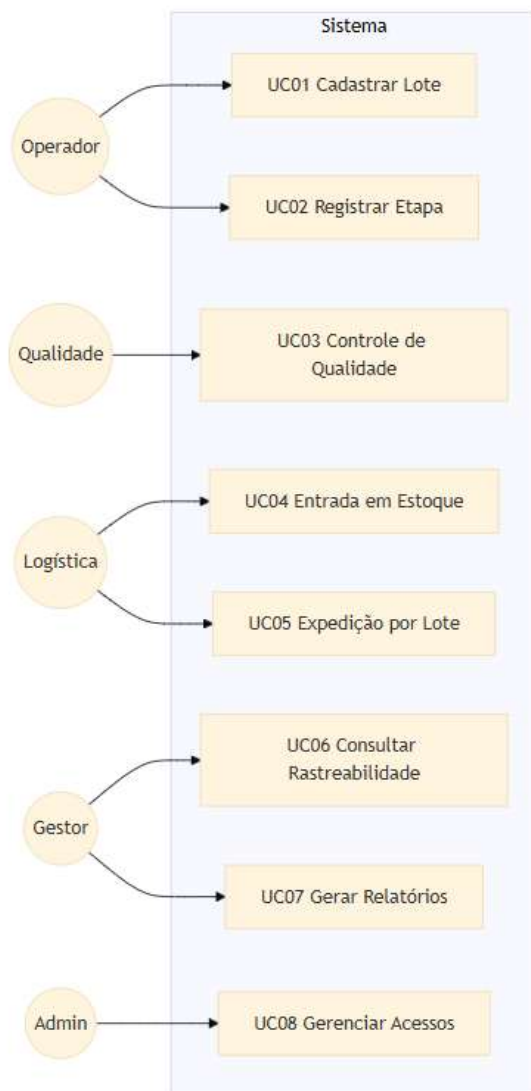 Sistema
Operador
UC01 Cadastrar Lote
UC02 Registrar Etapa
Qualidade
UC03 Controle de
Qualidade
Logística
UC04 Entrada em Estoque
UC05 Expedição por Lote
Gestor
UC06 Consultar
Rastreabilidade
UC07 Gerar Relatórios
Admin
UC08 Gerenciar Acessos